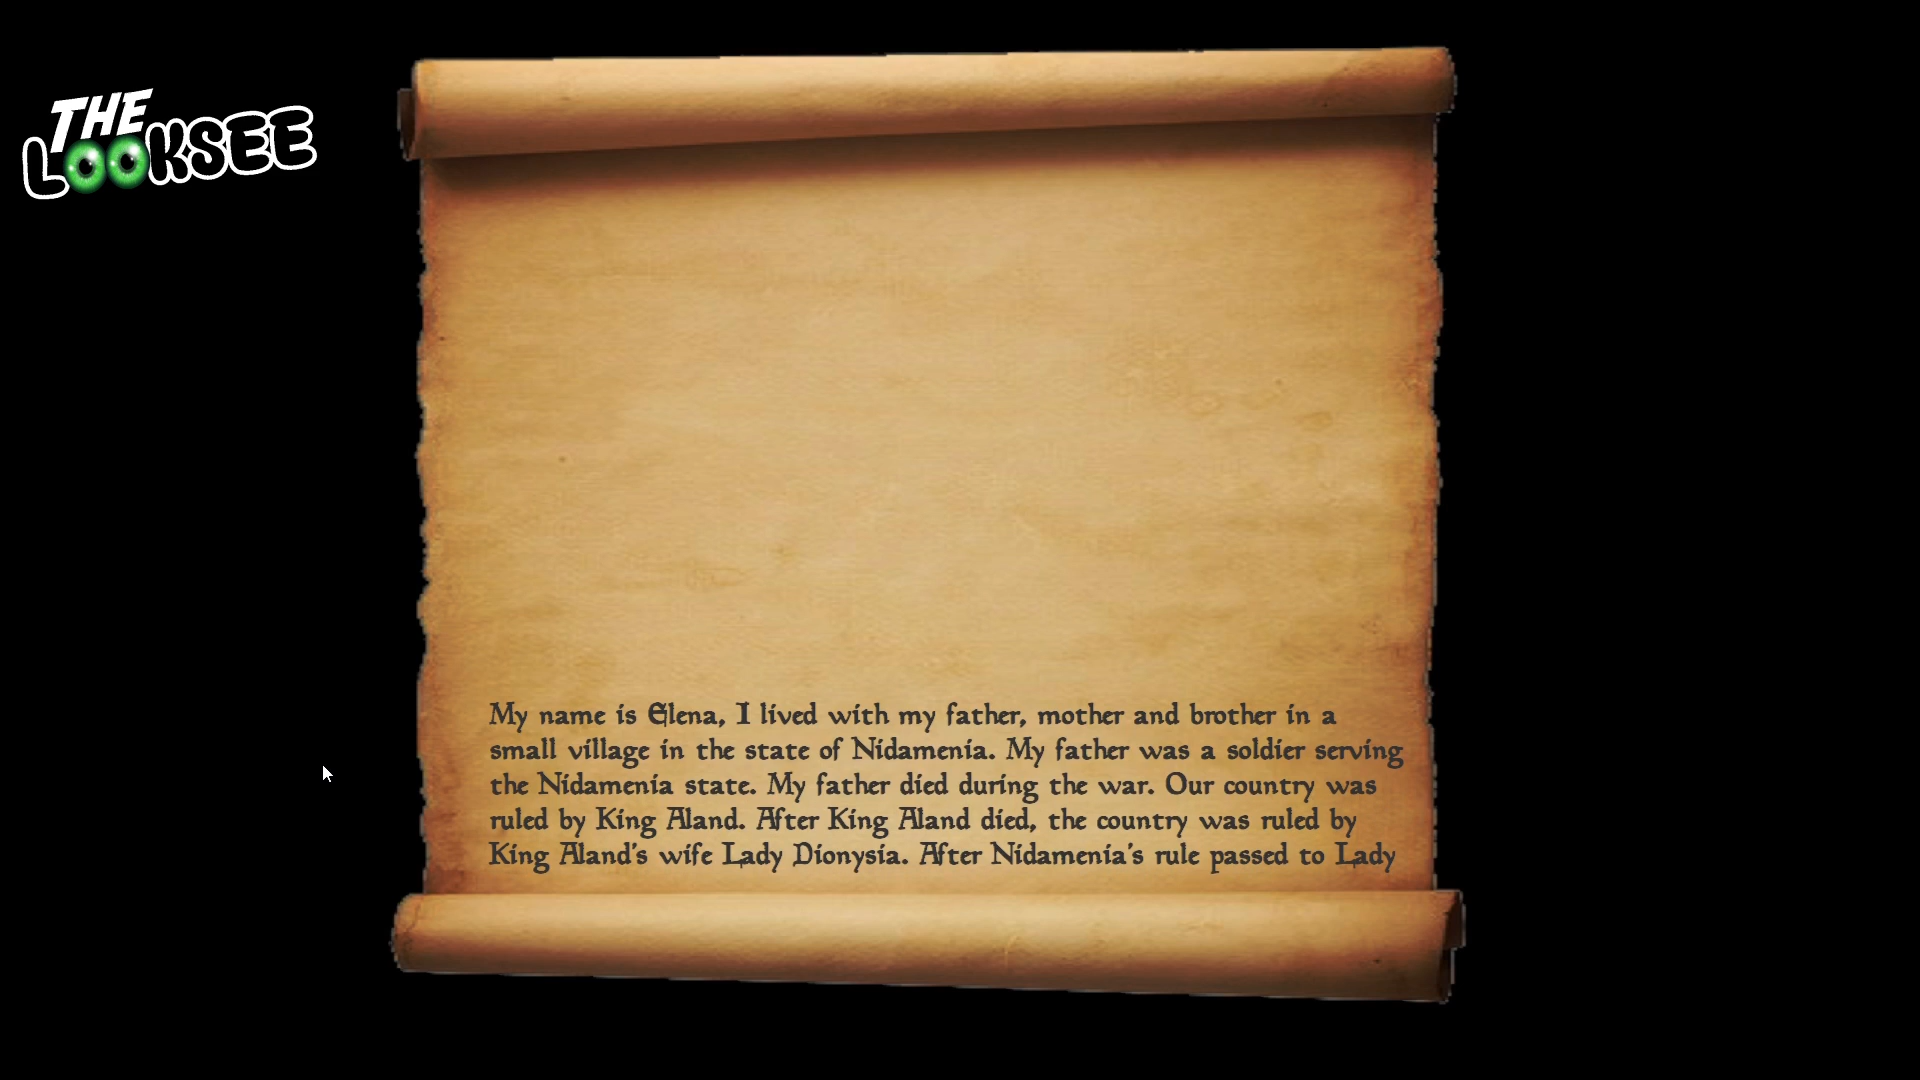 THE
LOOKSEE
My name is Elena, I lived with my father, mother and brother in a
small village in the state of Nidamenia. My father was a soldier serving
the Nidamenia state. My father died during the war. Our country was
ruled by King Aland. After King Aland died, the country was ruled by
King Aland's wife Lady Dionysia. After Nidamenia's rule passed to Lady